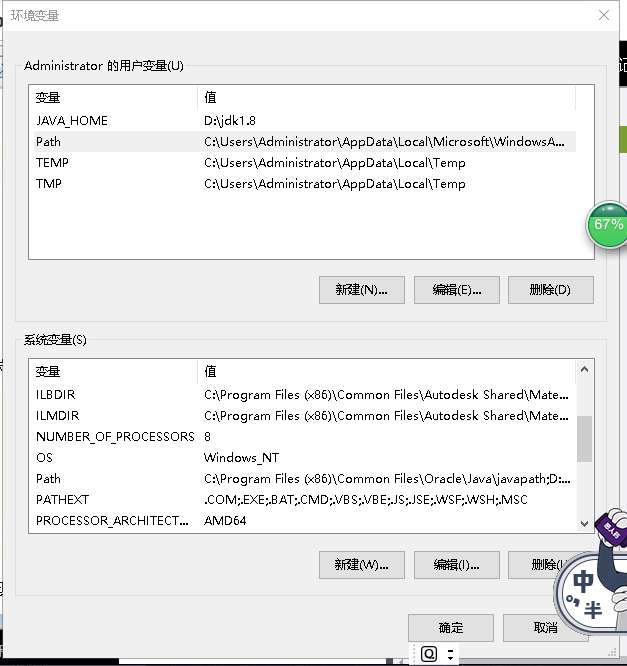 环境变量
Administrator 的用户变量(U)
变量 值
JAVA_HOME D:\jdk1.8
Path C:\Users\Administrator\AppData\Local\Microsoft\WindowsA...
TEMP C:\Users\Administrator\AppData\Local\Temp
TMP C:\Users\Administrator\AppData\Local\Temp
67%
新建(N)... 编辑(E)... 删除(D)
系统变量(S)
变量 值
ILBDIR C:\Program Files (x86)\Common Files\Autodesk Shared\Mate...
ILMDIR C:\Program Files (x86)\Common Files\Autodesk Shared\Mate...
NUMBER_OF_PROCESSORS 8
OS Windows_NT
Path C:\Program Files (x86)\Common Files\Oracle\Java\javapath;D:...
PATHEXT .COM;.EXE;.BAT;.CMD;.VBS;.VBE;.JS;.JSE;.WSF;.WSH;.MSC
PROCESSOR_ARCHITECT... AMD64
新建(W)... 编辑(I)... 删除(
中
半
确定 取消